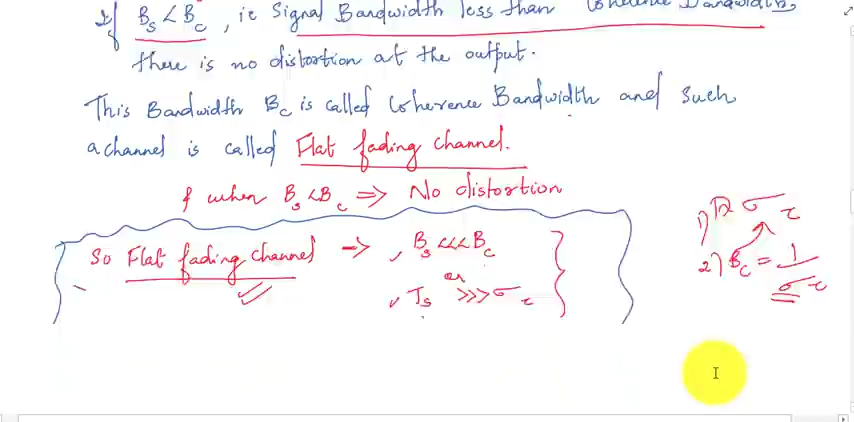 If Bs < Bc, ie Signal Bandwidth less than Coherence Bandwidth,
there is no distortion at the output.
This Bandwidth Bc is called Coherence Bandwidth and such
a channel is called Flat fading channel.
& when Bs < Bc => No distortion
So Flat fading channel → Bs <<< Bc
or
Ts >>> στ
1) στ
2) Bc = 1/στ